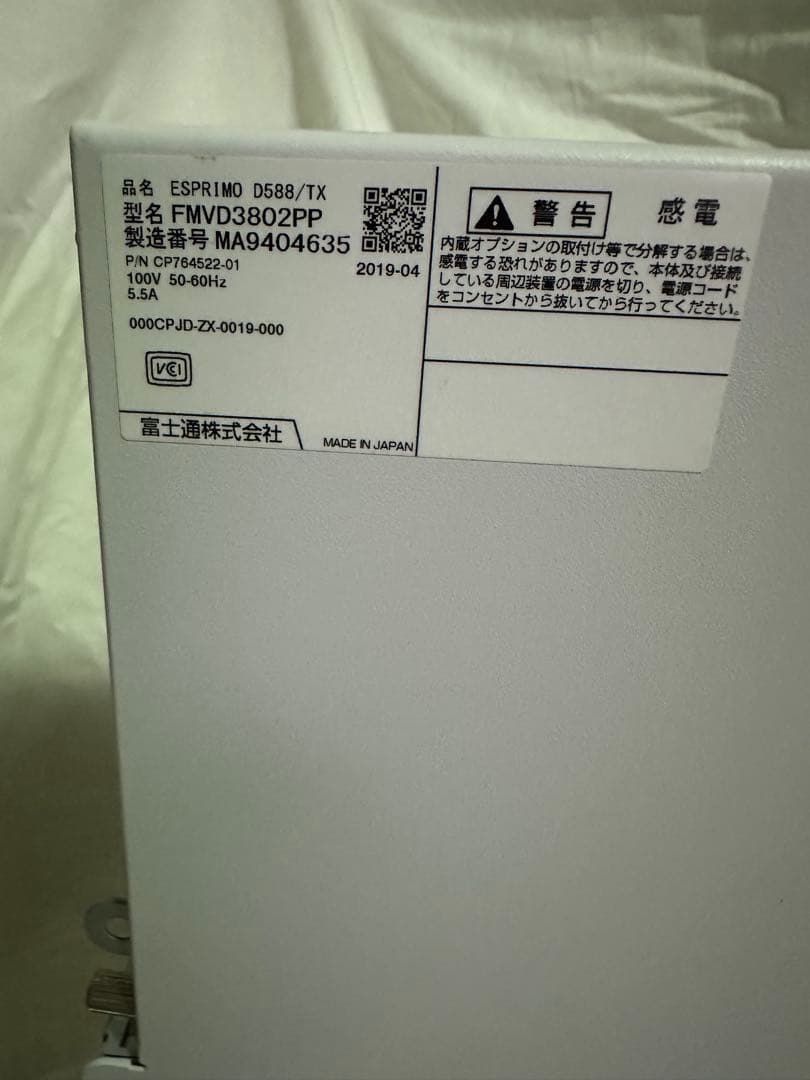 品名 ESPRIMO D588/TX
型名 FMVD3802PP
製造番号 MA9404635
P/N CP764522-01
2019-04
100V 50-60Hz
5.5A
000CPJD-ZX-0019-000
VCI
富士通株式会社
MADE IN JAPAN
警告 感電
内蔵オプションの取付け等で分解する場合は、
感電する恐れがありますので、本体及び接続
している周辺装置の電源を切り、電源コード
をコンセントから抜いてから行ってください。